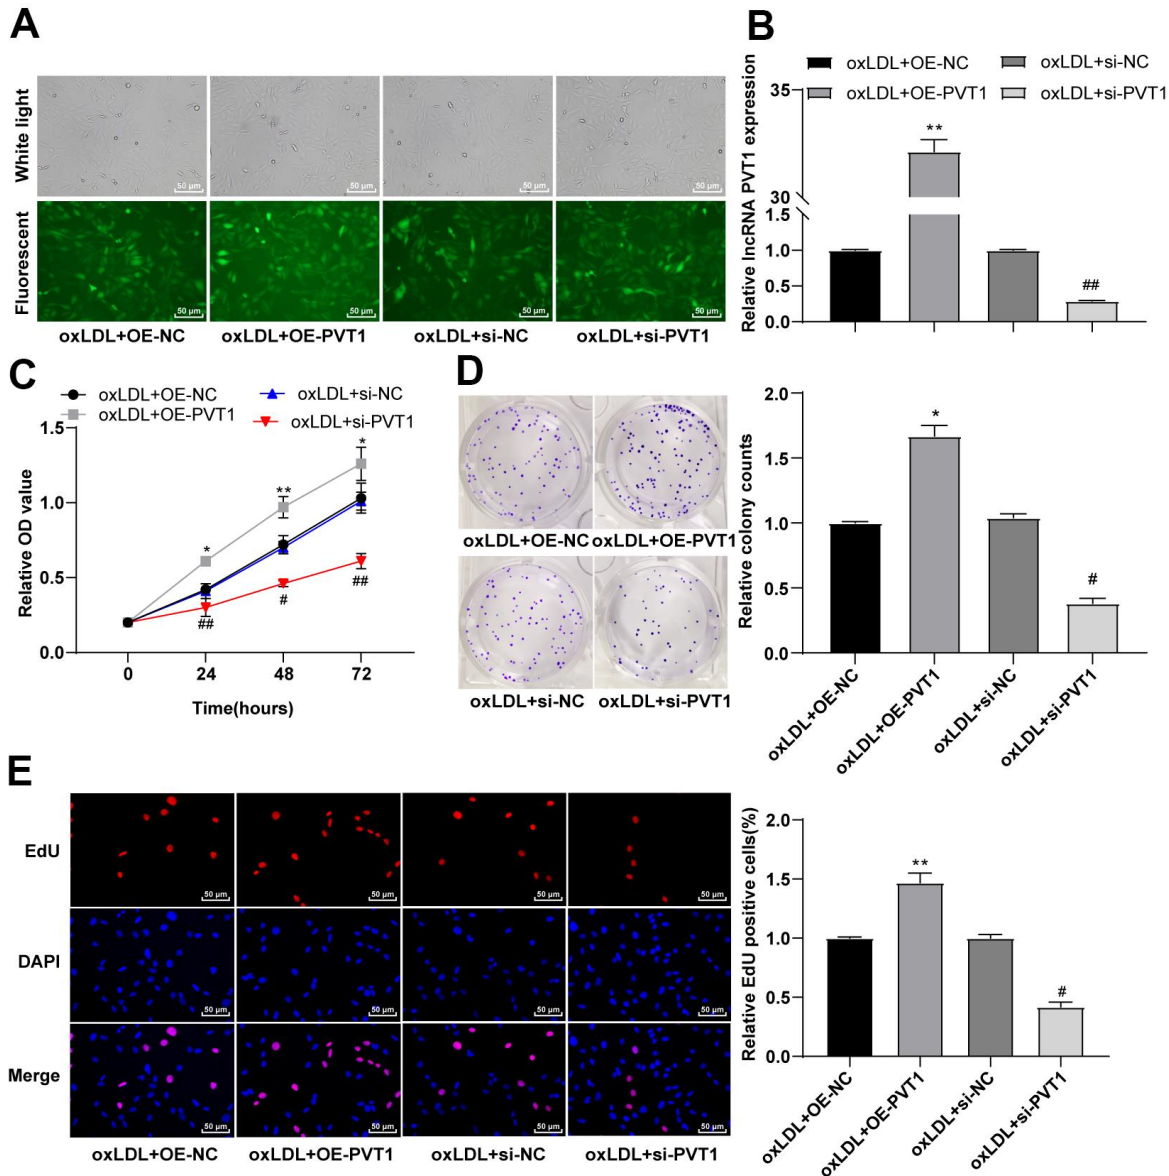 A
White light
50 µm
50 µm
50 µm
50 µm
Fluorescent
50 µm
50 µm
50 µm
50 µm
oxLDL+OE-NC
oxLDL+OE-PVT1
oxLDL+si-NC
oxLDL+si-PVT1
B
oxLDL+OE-NC
oxLDL+si-NC
oxLDL+OE-PVT1
oxLDL+si-PVT1
Relative lncRNA PVT1 expression
35
30
1.5
1.0
0.5
0.0
**
##
C
oxLDL+OE-NC
oxLDL+si-NC
oxLDL+OE-PVT1
oxLDL+si-PVT1
Relative OD value
1.5
1.0
0.5
0.0
*
**
*
##
#
##
0
24
48
72
Time(hours)
D
oxLDL+OE-NC
oxLDL+OE-PVT1
oxLDL+si-NC
oxLDL+si-PVT1
Relative colony counts
2.0
1.5
1.0
0.5
0.0
*
#
oxLDL+OE-NC
oxLDL+OE-PVT1
oxLDL+si-NC
oxLDL+si-PVT1
E
EdU
50 µm
50 µm
50 µm
50 µm
DAPI
50 µm
50 µm
50 µm
50 µm
Merge
50 µm
50 µm
50 µm
50 µm
oxLDL+OE-NC
oxLDL+OE-PVT1
oxLDL+si-NC
oxLDL+si-PVT1
Relative EdU positive cells(%)
2.0
1.5
1.0
0.5
0.0
**
#
oxLDL+OE-NC
oxLDL+OE-PVT1
oxLDL+si-NC
oxLDL+si-PVT1